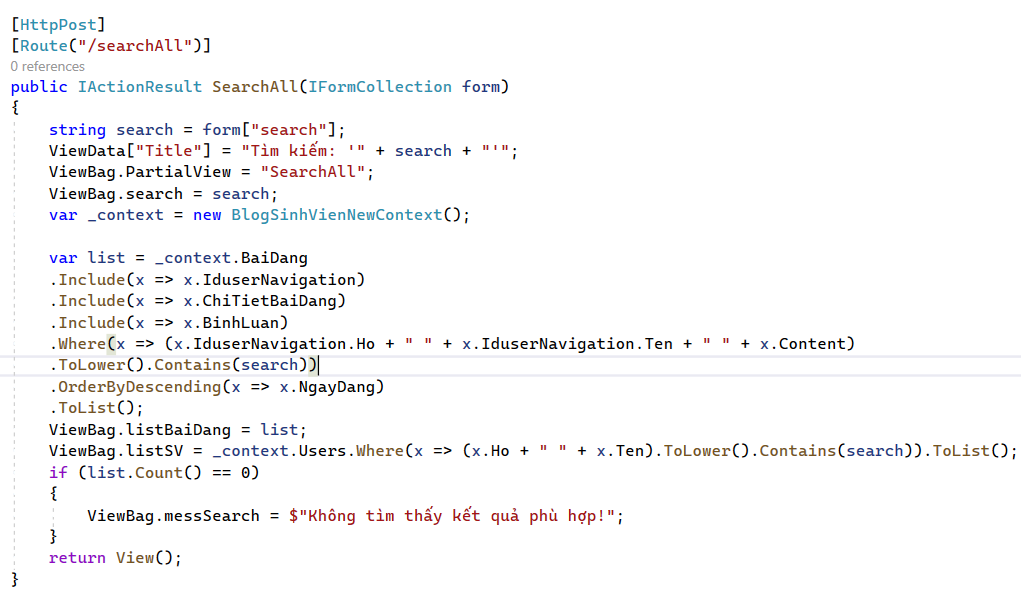 [HttpPost]
[Route("/searchAll")]
0 references
public IActionResult SearchAll(IFormCollection form)
{
    string search = form["search"];
    ViewData["Title"] = "Tìm kiếm: '" + search + "'";
    ViewBag.PartialView = "SearchAll";
    ViewBag.search = search;
    var _context = new BlogSinhVienNewContext();

    var list = _context.BaiDang
    .Include(x => x.IduserNavigation)
    .Include(x => x.ChiTietBaiDang)
    .Include(x => x.BinhLuan)
    .Where(x => (x.IduserNavigation.Ho + " " + x.IduserNavigation.Ten + " " + x.Content)
    .ToLower().Contains(search))
    .OrderByDescending(x => x.NgayDang)
    .ToList();
    ViewBag.listBaiDang = list;
    ViewBag.listSV = _context.Users.Where(x => (x.Ho + " " + x.Ten).ToLower().Contains(search)).ToList();
    if (list.Count() == 0)
    {
        ViewBag.messSearch = $"Không tìm thấy kết quả phù hợp!";
    }
    return View();
}